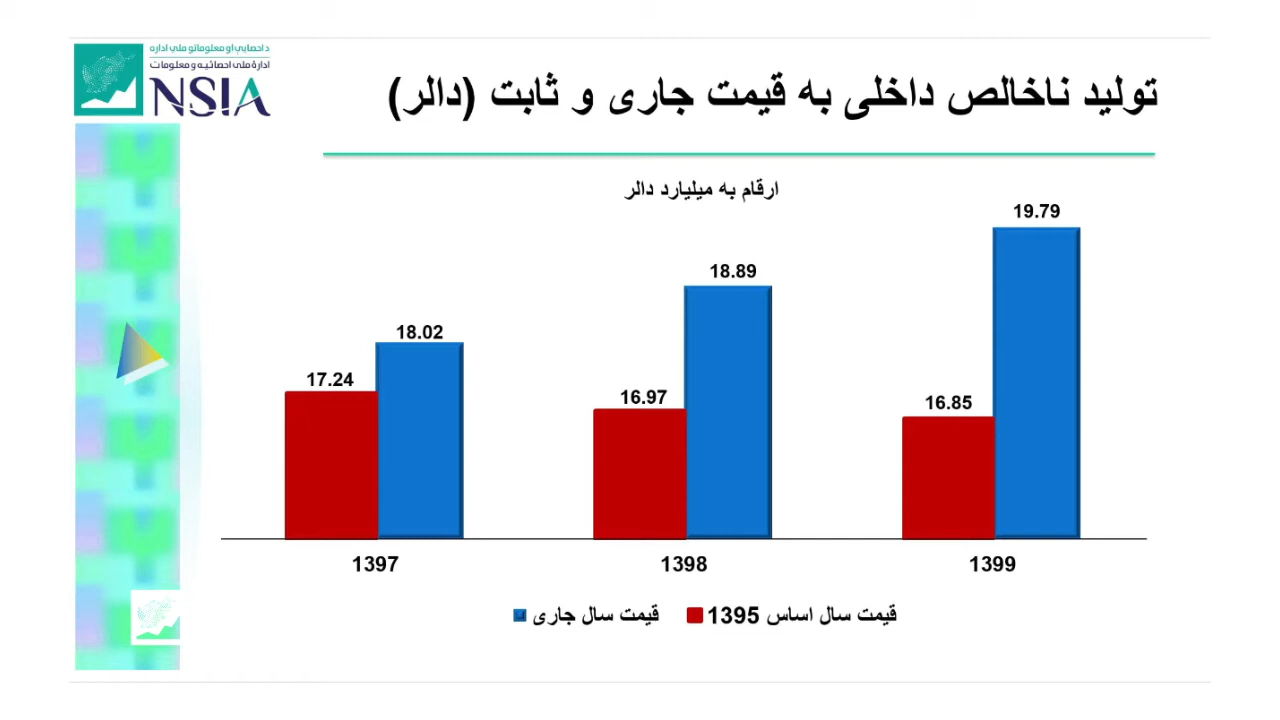 د احصایې او معلوماتو ملي اداره
ادارۀ ملی احصائیه و معلومات
NSIA
تولید ناخالص داخلی به قیمت جاری و ثابت (دالر)
ارقام به میلیارد دالر
17.24
18.02
16.97
18.89
16.85
19.79
1397
1398
1399
قیمت سال جاری
قیمت سال اساس 1395